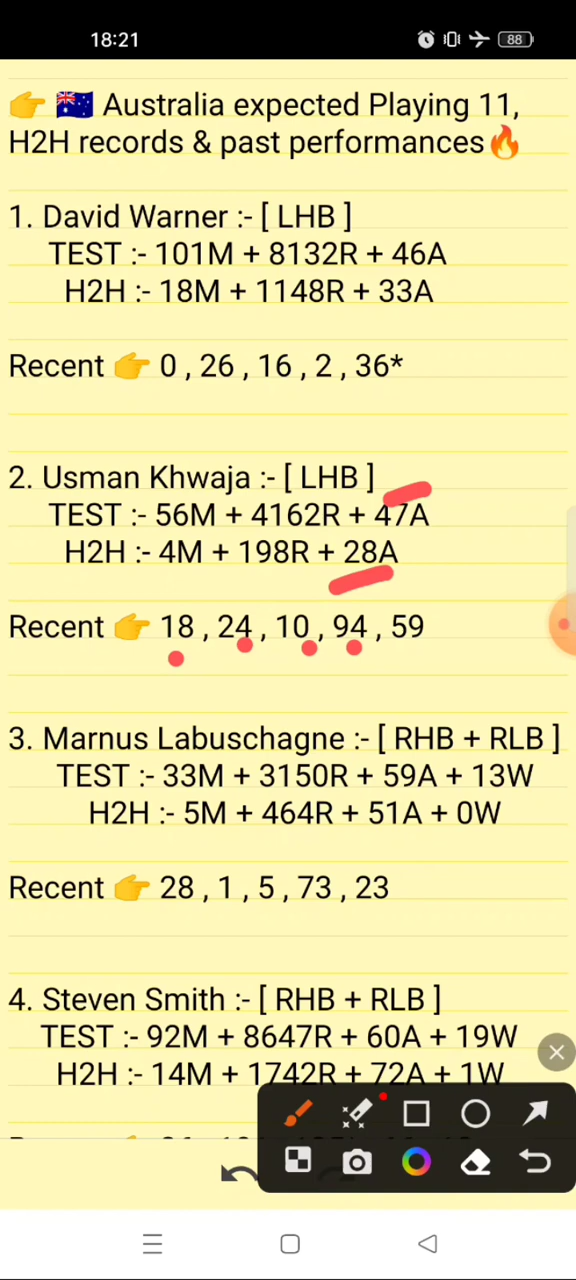 18:21
88
👉 🇦🇺 Australia expected Playing 11,
H2H records & past performances🔥
1. David Warner :- [ LHB ]
TEST :- 101M + 8132R + 46A
H2H :- 18M + 1148R + 33A
Recent 👉 0 , 26 , 16 , 2 , 36*
2. Usman Khwaja :- [ LHB ]
TEST :- 56M + 4162R + 47A
H2H :- 4M + 198R + 28A
Recent 👉 18 , 24 , 10 , 94 , 59
3. Marnus Labuschagne :- [ RHB + RLB ]
TEST :- 33M + 3150R + 59A + 13W
H2H :- 5M + 464R + 51A + 0W
Recent 👉 28 , 1 , 5 , 73 , 23
4. Steven Smith :- [ RHB + RLB ]
TEST :- 92M + 8647R + 60A + 19W
H2H :- 14M + 1742R + 72A + 1W